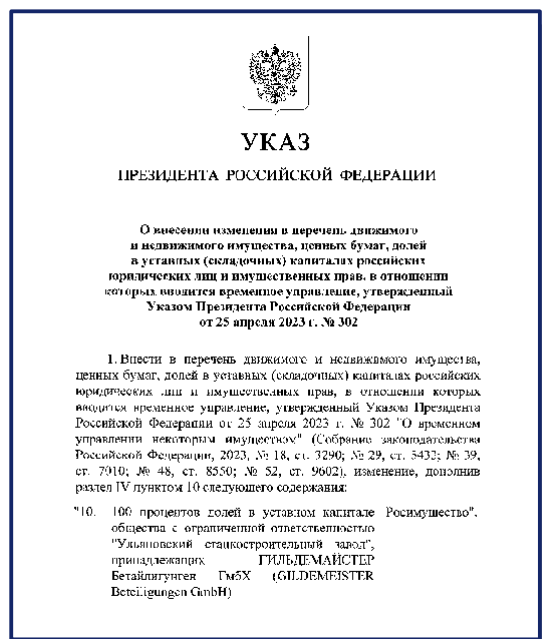 УКАЗ
ПРЕЗИДЕНТА РОССИЙСКОЙ ФЕДЕРАЦИИ
О внесении изменения в перечень движимого
и недвижимого имущества, ценных бумаг, долей
в уставных (складочных) капиталах российских
юридических лиц и имущественных прав, в отношении
которых вводится временное управление, утвержденный
Указом Президента Российской Федерации
от 25 апреля 2023 г. № 302
1. Внести в перечень движимого и недвижимого имущества,
ценных бумаг, долей в уставных (складочных) капиталах российских
юридических лиц и имущественных прав, в отношении которых
вводится временное управление, утвержденный Указом Президента
Российской Федерации от 25 апреля 2023 г. № 302 "О временном
управлении некоторым имуществом" (Собрание законодательства
Российской Федерации, 2023, № 18, ст. 3290; № 29, ст. 5433; № 39,
ст. 7010; № 48, ст. 8550; № 52, ст. 9602), изменение, дополнив
раздел IV пунктом 10 следующего содержания:
"10. 100 процентов долей в уставном капитале Росимущество".
общества с ограниченной ответственностью
"Ульяновский станкостроительный завод",
принадлежащих ГИЛЬДЕМАЙСТЕР
Бетайлигунген ГмбХ (GILDEMEISTER
Beteiligungen GmbH)